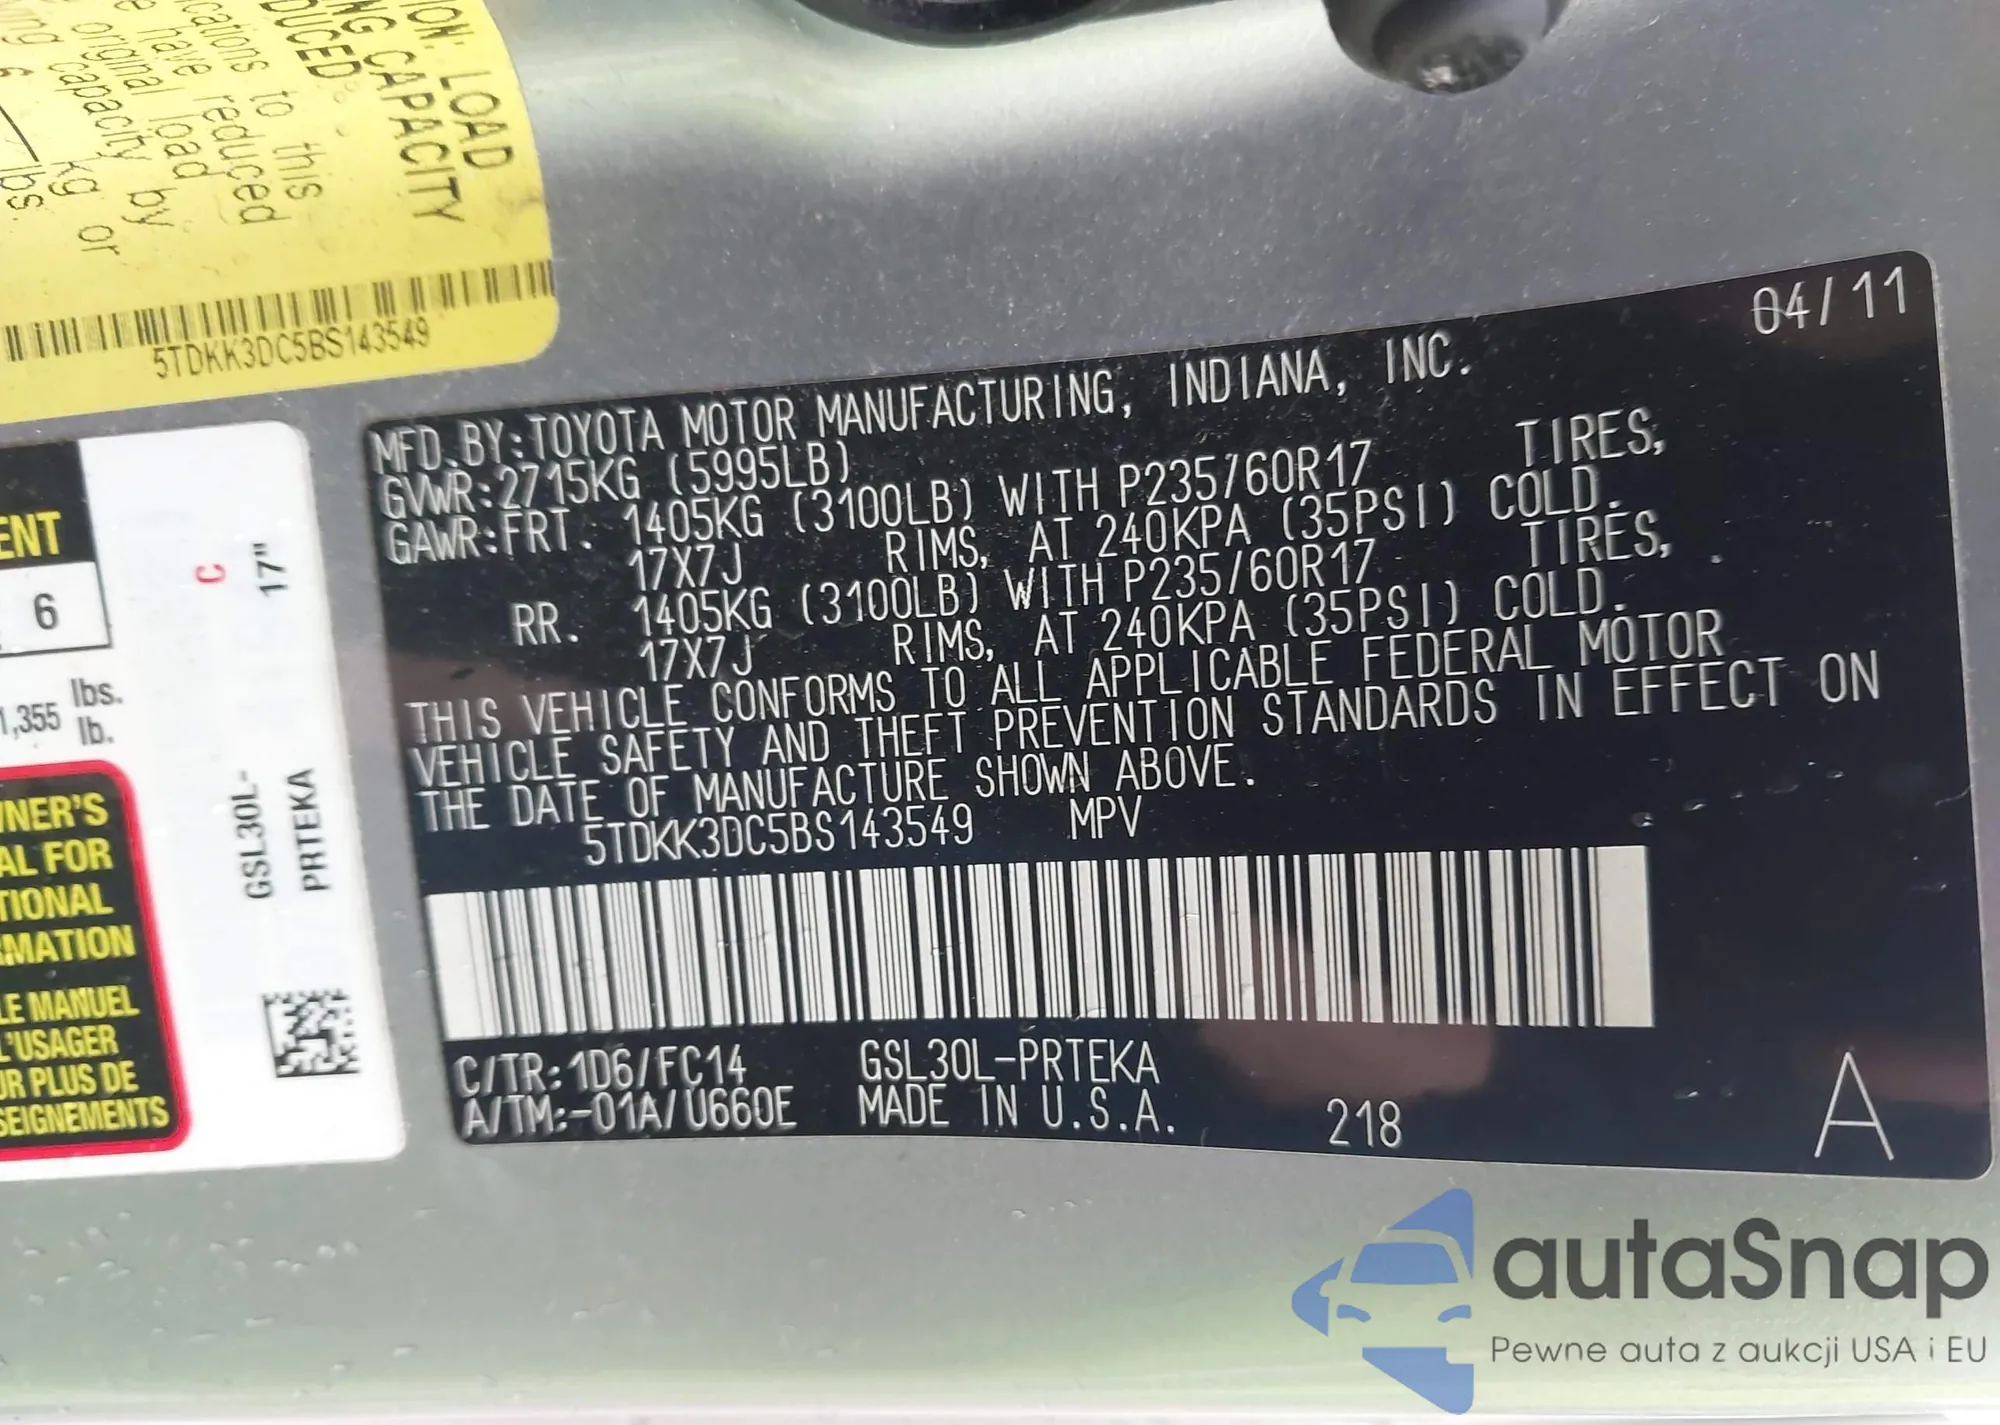 TION: LOAD
NG CAPACITY
DUCED
ications to this
have reduced
original load
ing capacity by
kg or
lbs.
5TDKK3DC5BS143549
ENT
6
1,355 lbs.
lb.
C
17"
GSL30L-
PRTEKA
WNER'S
AL FOR
TIONAL
RMATION
LE MANUEL
L'USAGER
UR PLUS DE
SEIGNEMENTS
04/11
MFD.BY:TOYOTA MOTOR MANUFACTURING, INDIANA, INC.
GVWR:2715KG (5995LB)
GAWR:FRT. 1405KG (3100LB) WITH P235/60R17 TIRES,
17X7J RIMS, AT 240KPA (35PSI) COLD.
RR. 1405KG (3100LB) WITH P235/60R17 TIRES,
17X7J RIMS, AT 240KPA (35PSI) COLD.
THIS VEHICLE CONFORMS TO ALL APPLICABLE FEDERAL MOTOR
VEHICLE SAFETY AND THEFT PREVENTION STANDARDS IN EFFECT ON
THE DATE OF MANUFACTURE SHOWN ABOVE.
5TDKK3DC5BS143549 MPV
C/TR:1D6/FC14 GSL30L-PRTEKA
A/TM:-01A/U660E MADE IN U.S.A. 218 A
autaSnap
Pewne auta z aukcji USA i EU